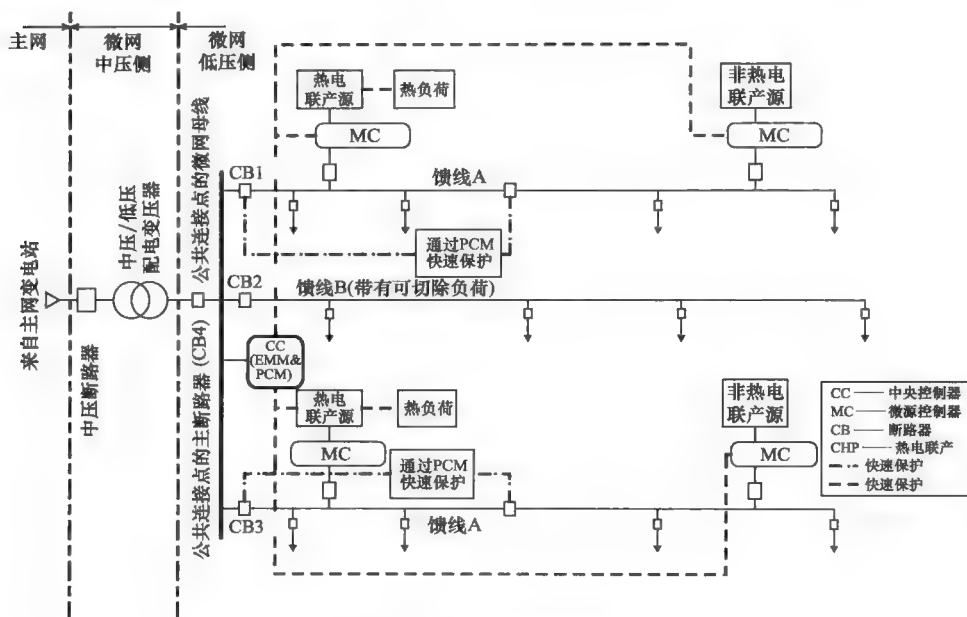 主网
微网
中压侧
微网
低压侧
热电
联产源
热负荷
非热电
联产源
MC
MC
CB1
馈线A
通过PCM
快速保护
公共连接点的微网母线
中压/低压
配电变压器
来自主网变电站
CB2
馈线B(带有可切除负荷)
中压断路器
公共连接点的主断路器(CB4)
CC
(EMM&
PCM)
热电
联产源
热负荷
非热电
联产源
MC
通过PCM
快速保护
MC
CB3
馈线A
CC —— 中央控制器
MC —— 微源控制器
CB —— 断路器
CHP —— 热电联产
快速保护
快速保护